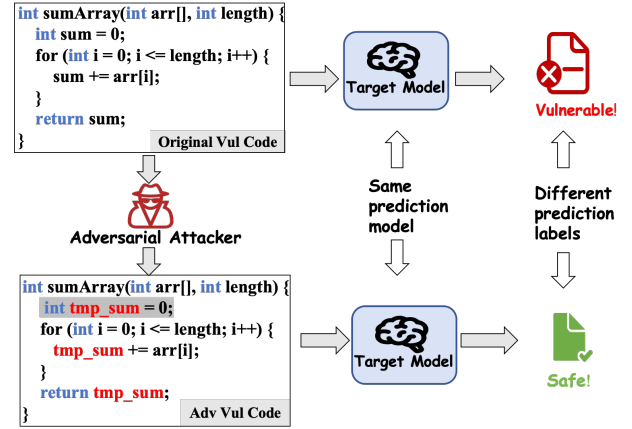 int sumArray(int arr[], int length) {
int sum = 0;
for (int i = 0; i <= length; i++) {
sum += arr[i];
}
return sum;
}
Original Vul Code
Target Model
Vulnerable!
Adversarial Attacker
Same
prediction
model
Different
prediction
labels
int sumArray(int arr[], int length) {
int tmp_sum = 0;
for (int i = 0; i <= length; i++) {
tmp_sum += arr[i];
}
return tmp_sum;
}
Adv Vul Code
Target Model
Safe!